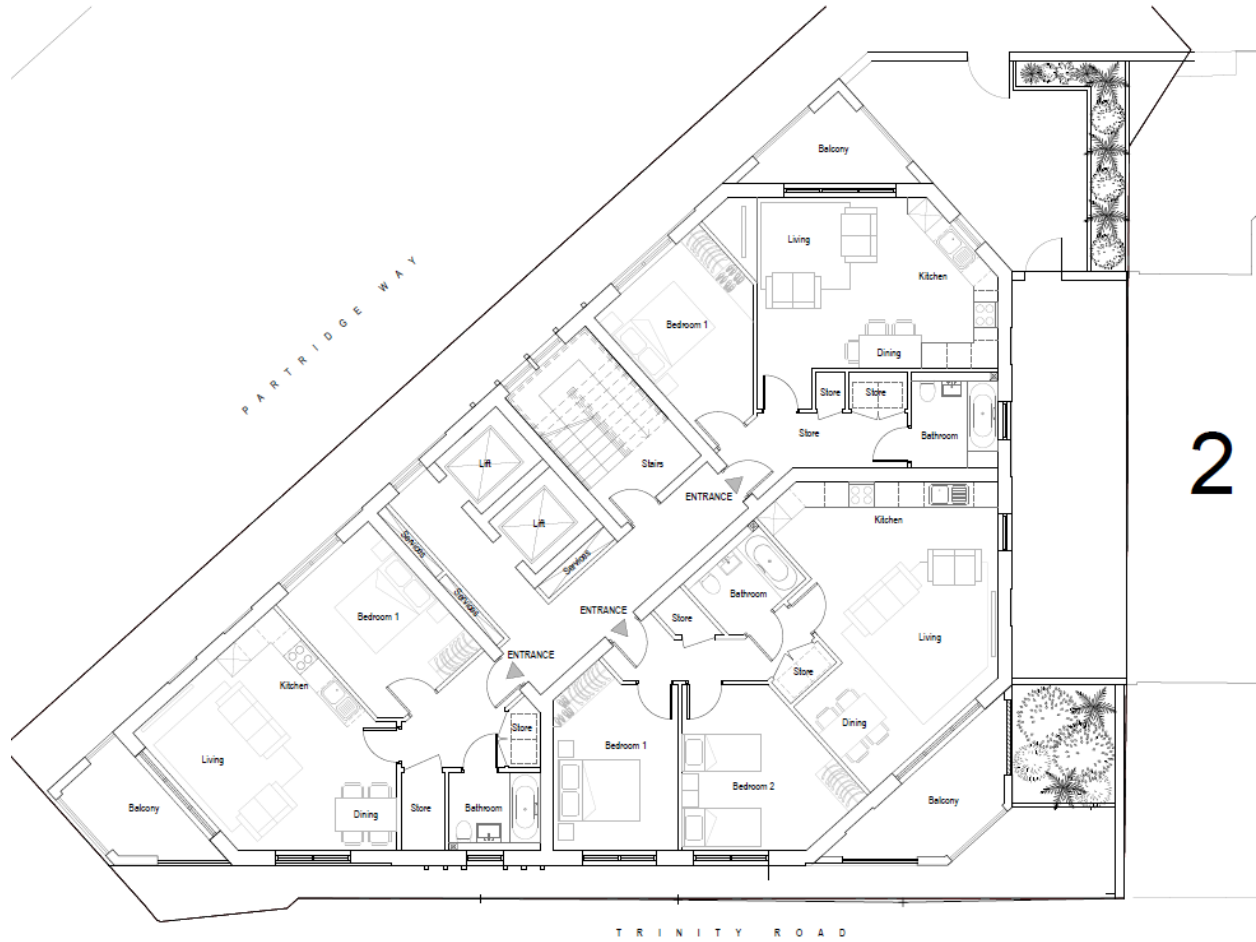 Balcony
Living
Kitchen
Bedroom 1
Dining
Store
Store
Store
Bathroom
PARTRIDGE WAY
2
Lift
Stairs
ENTRANCE
Lift
Kitchen
Services
Services
Services
Bathroom
ENTRANCE
Store
Living
Bedroom 1
ENTRANCE
Store
Kitchen
Dining
Store
Living
Bedroom 1
Bedroom 2
Balcony
Balcony
Dining
Store
Bathroom
TRINITY ROAD